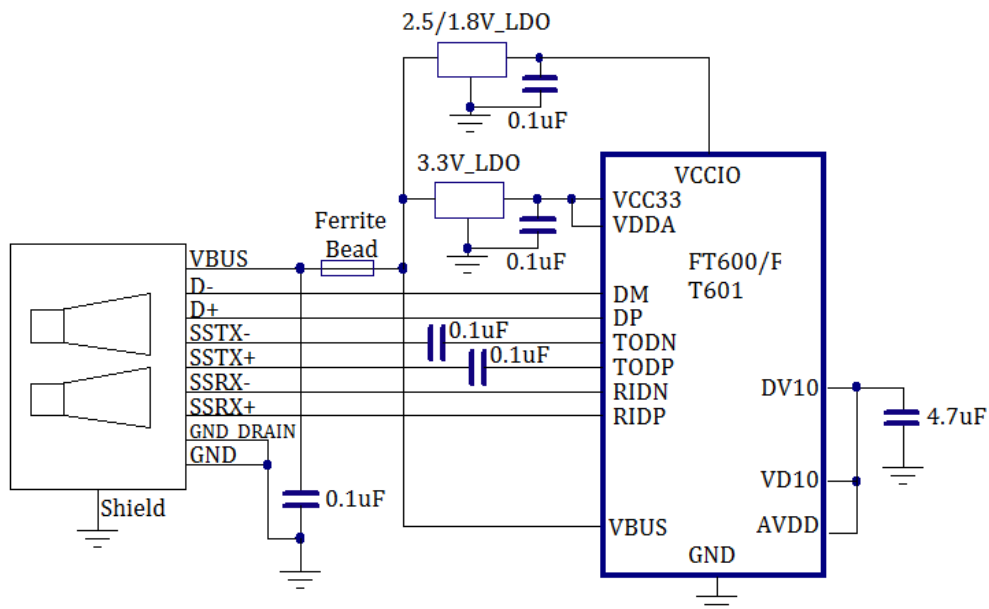 2.5/1.8V_LDO
0.1uF
3.3V_LDO
0.1uF
VCCIO
VCC33
VDDA
FT600/F
T601
Ferrite
Bead
VBUS
D-
D+
SSTX-
SSTX+
SSRX-
SSRX+
GND_DRAIN
GND
Shield
0.1uF
0.1uF
0.1uF
DM
DP
TODN
TODP
RIDN
RIDP
VBUS
GND
DV10
VD10
AVDD
4.7uF